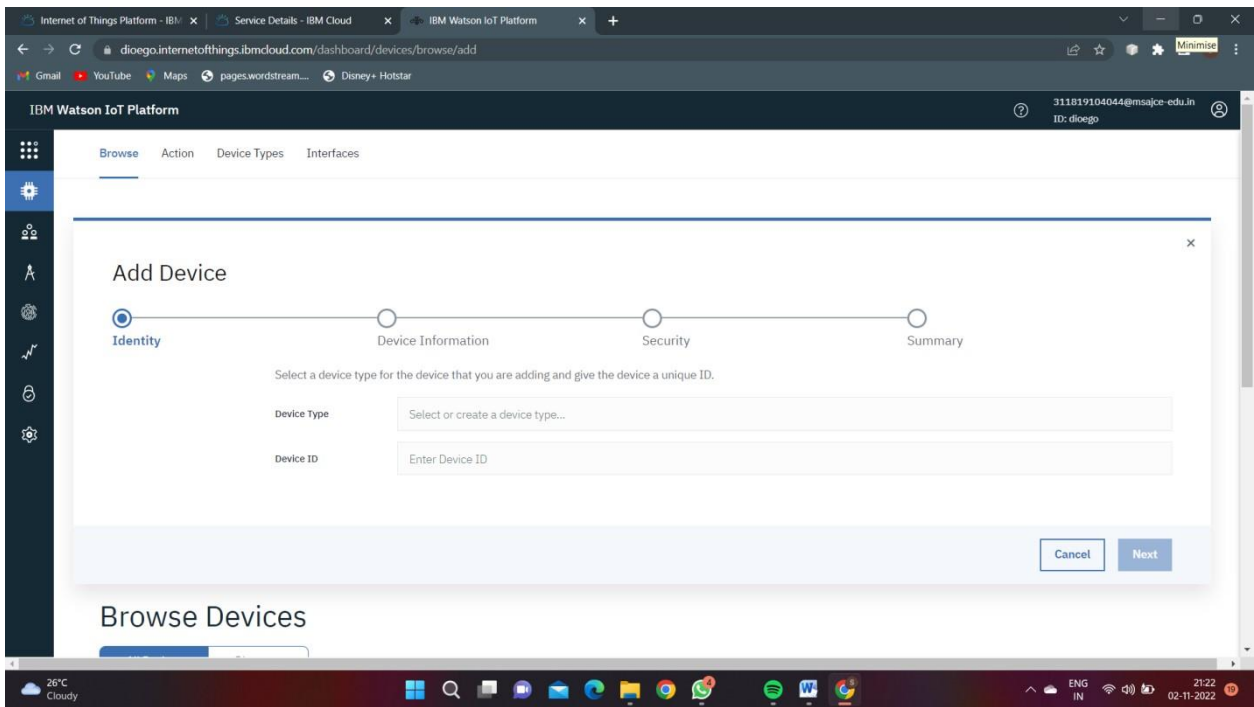 Internet of Things Platform - IBM
Service Details - IBM Cloud
IBM Watson IoT Platform
dioego.internetofthings.ibmcloud.com/dashboard/devices/browse/add
Minimise
Gmail YouTube Maps pages.wordstream.... Disney+ Hotstar
IBM Watson IoT Platform
311819104044@msajce-edu.in
ID: dioego
Browse Action Device Types Interfaces
Add Device
Identity Device Information Security Summary
Select a device type for the device that you are adding and give the device a unique ID.
Device Type Select or create a device type...
Device ID Enter Device ID
Cancel Next
Browse Devices
26°C
Cloudy
4
ENG
IN
21:22
02-11-2022
19